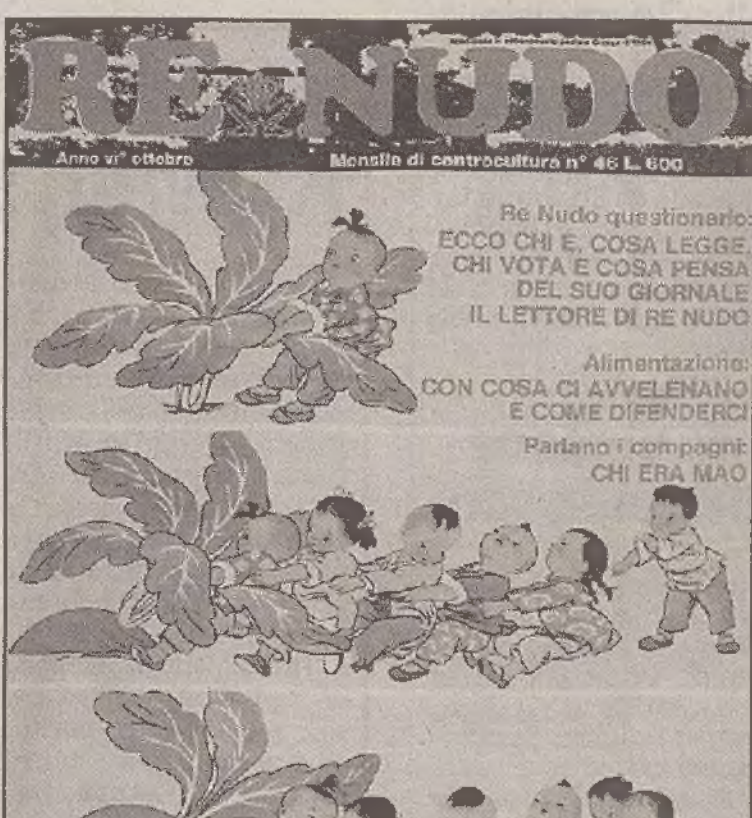 RE NUDO
Anno vi° ottobre
Mensile di controcultura n° 46 L. 600
Re Nudo questionario:
ECCO CHI E, COSA LEGGE
CHI VOTA E COSA PENSA
DEL SUO GIORNALE
IL LETTORE DI RE NUDO
Alimentazione:
CON COSA CI AVVELENANO
E COME DIFENDERCI
Parlano i compagni:
CHI ERA MAO